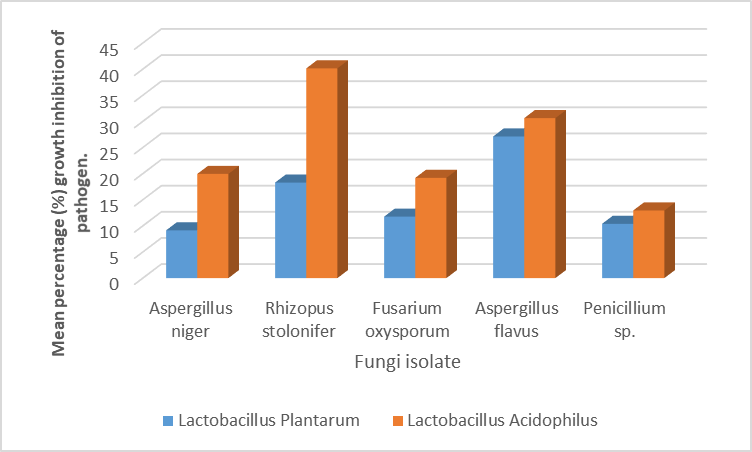 Mean percentage (%) growth inhibition of
pathogen.
45
40
35
30
25
20
15
10
5
0
Aspergillus
niger
Rhizopus
stolonifer
Fusarium
oxysporum
Aspergillus
flavus
Penicillium
sp.
Fungi isolate
Lactobacillus Plantarum
Lactobacillus Acidophilus